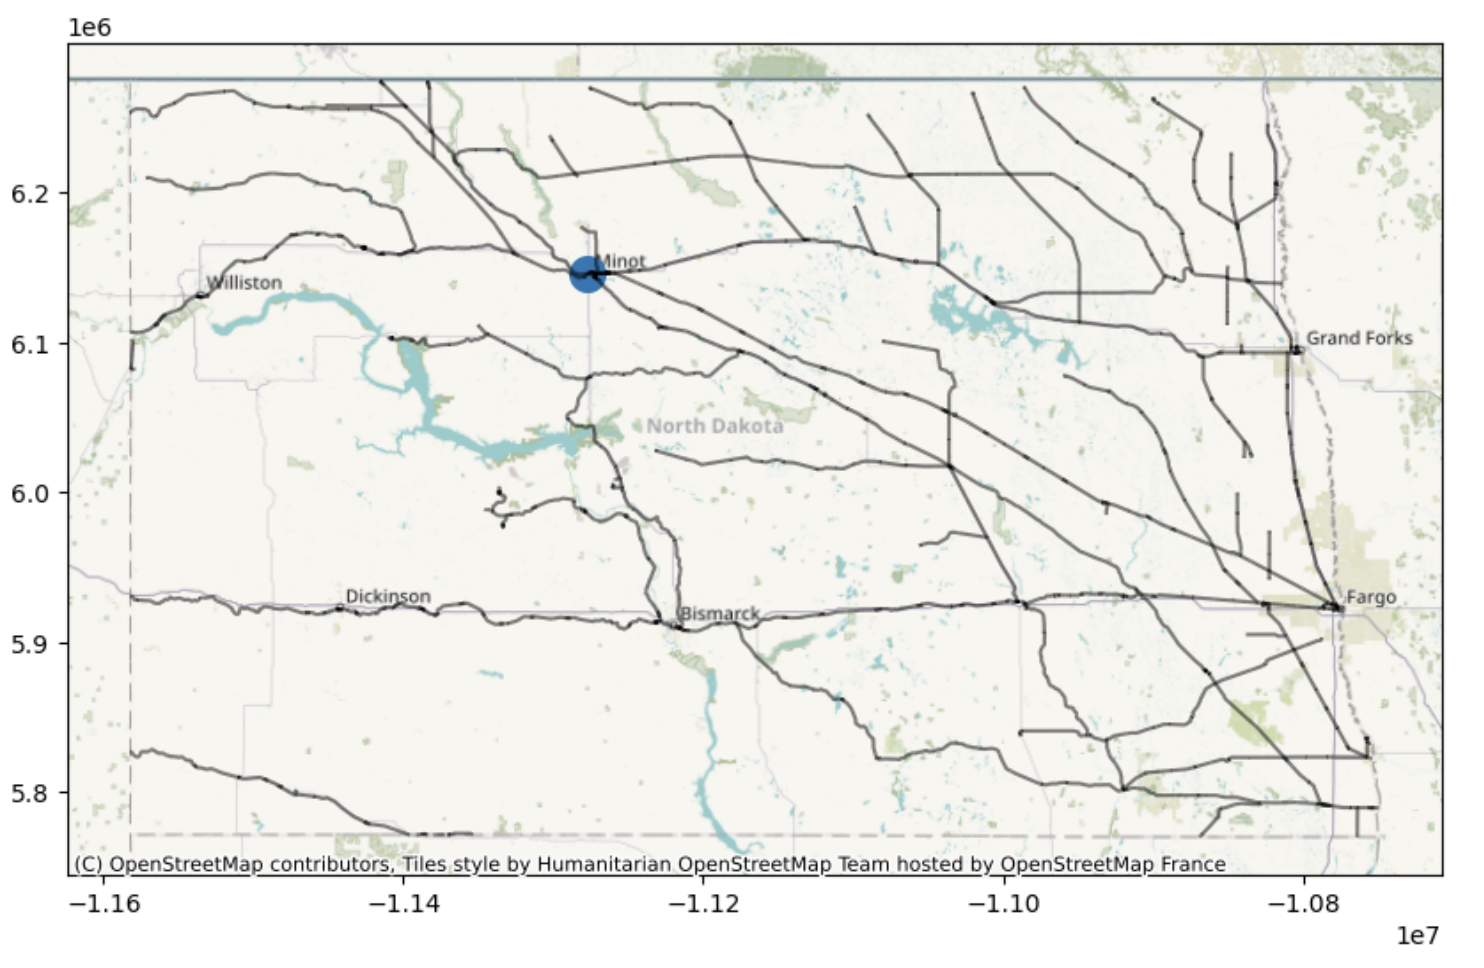 1e6
6.2
Minot
Williston
6.1
Grand Forks
North Dakota
6.0
Dickinson
Fargo
Bismarck
5.9
5.8
(C) OpenStreetMap contributors, Tiles style by Humanitarian OpenStreetMap Team hosted by OpenStreetMap France
−1.16
−1.14
−1.12
−1.10
−1.08
1e7